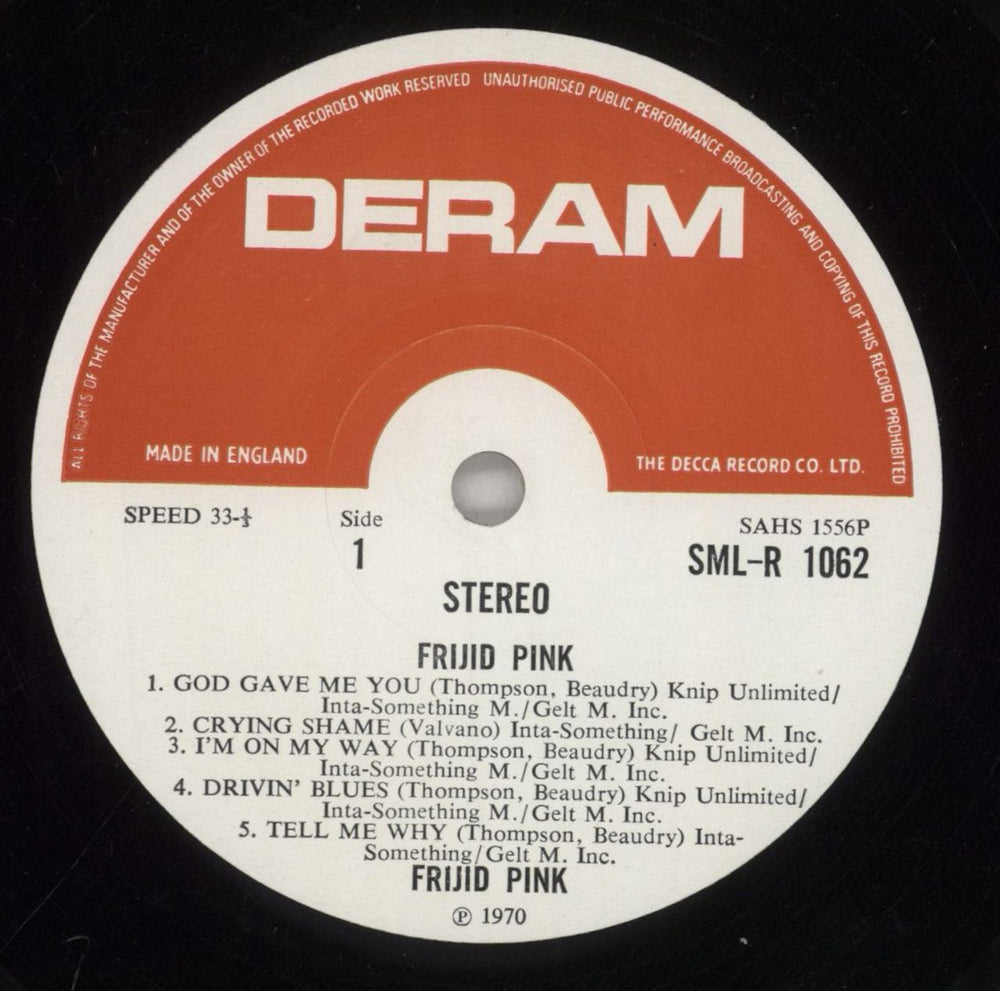 ALL RIGHTS OF THE MANUFACTURER AND OF THE OWNER OF THE RECORDED WORK RESERVED UNAUTHORISED PUBLIC PERFORMANCE BROADCASTING AND COPYING OF THIS RECORD PROHIBITED
DERAM
MADE IN ENGLAND
THE DECCA RECORD CO. LTD.
SPEED 33-⅓
Side
1
SAHS 1556P
SML-R 1062
STEREO
FRIJID PINK
1. GOD GAVE ME YOU (Thompson, Beaudry) Knip Unlimited/
Inta-Something M./Gelt M. Inc.
2. CRYING SHAME (Valvano) Inta-Something/ Gelt M. Inc.
3. I'M ON MY WAY (Thompson, Beaudry) Knip Unlimited/
Inta-Something M./Gelt M. Inc.
4. DRIVIN' BLUES (Thompson, Beaudry) Knip Unlimited/
Inta-Something M./Gelt M. Inc.
5. TELL ME WHY (Thompson, Beaudry) Inta-
Something/Gelt M. Inc.
FRIJID PINK
℗ 1970